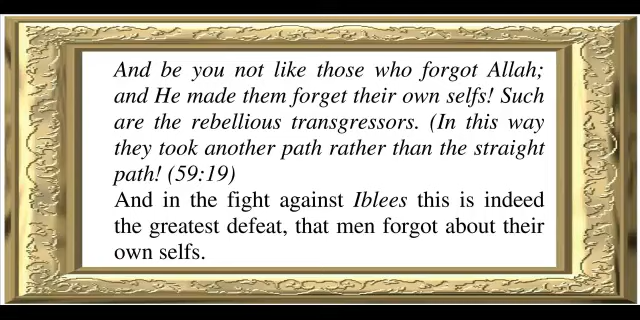 And be you not like those who forgot Allah;
and He made them forget their own selfs! Such
are the rebellious transgressors. (In this way
they took another path rather than the straight
path! (59:19)
And in the fight against Iblees this is indeed
the greatest defeat, that men forgot about their
own selfs.